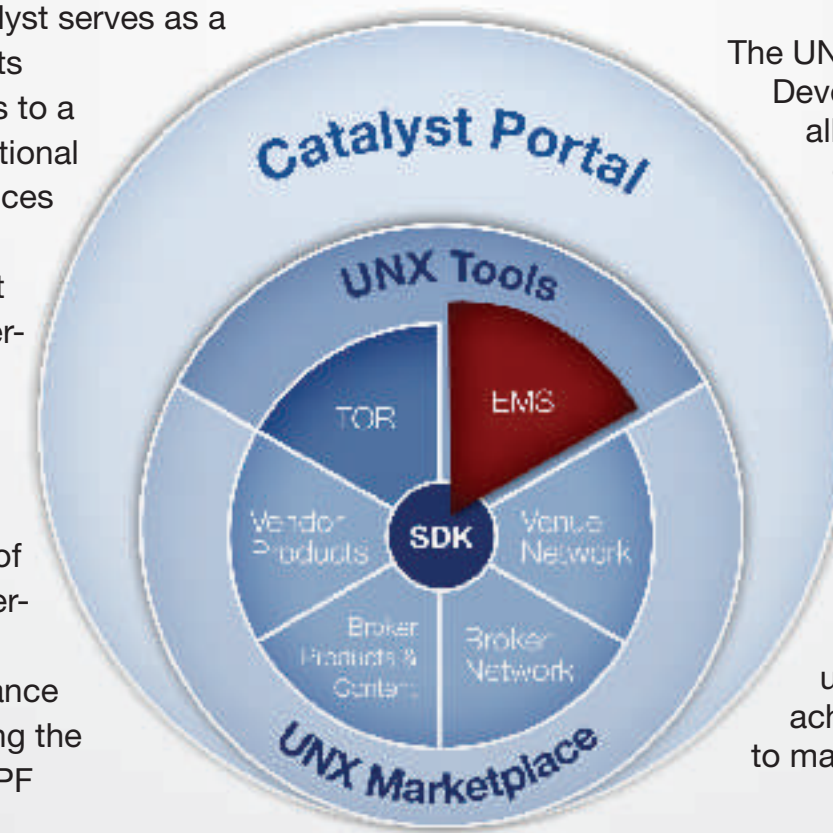 lyst serves as a
ts
s to a
tional
ces
t
er-
of
er-
ance
ng the
PF
Catalyst Portal
UNX Tools
TOR
EMS
Vendor
Products
SDK
Venue
Network
Broker
Products &
Content
Broker
Network
UNX Marketplace
The UN
Deve
all
u
ach
to ma